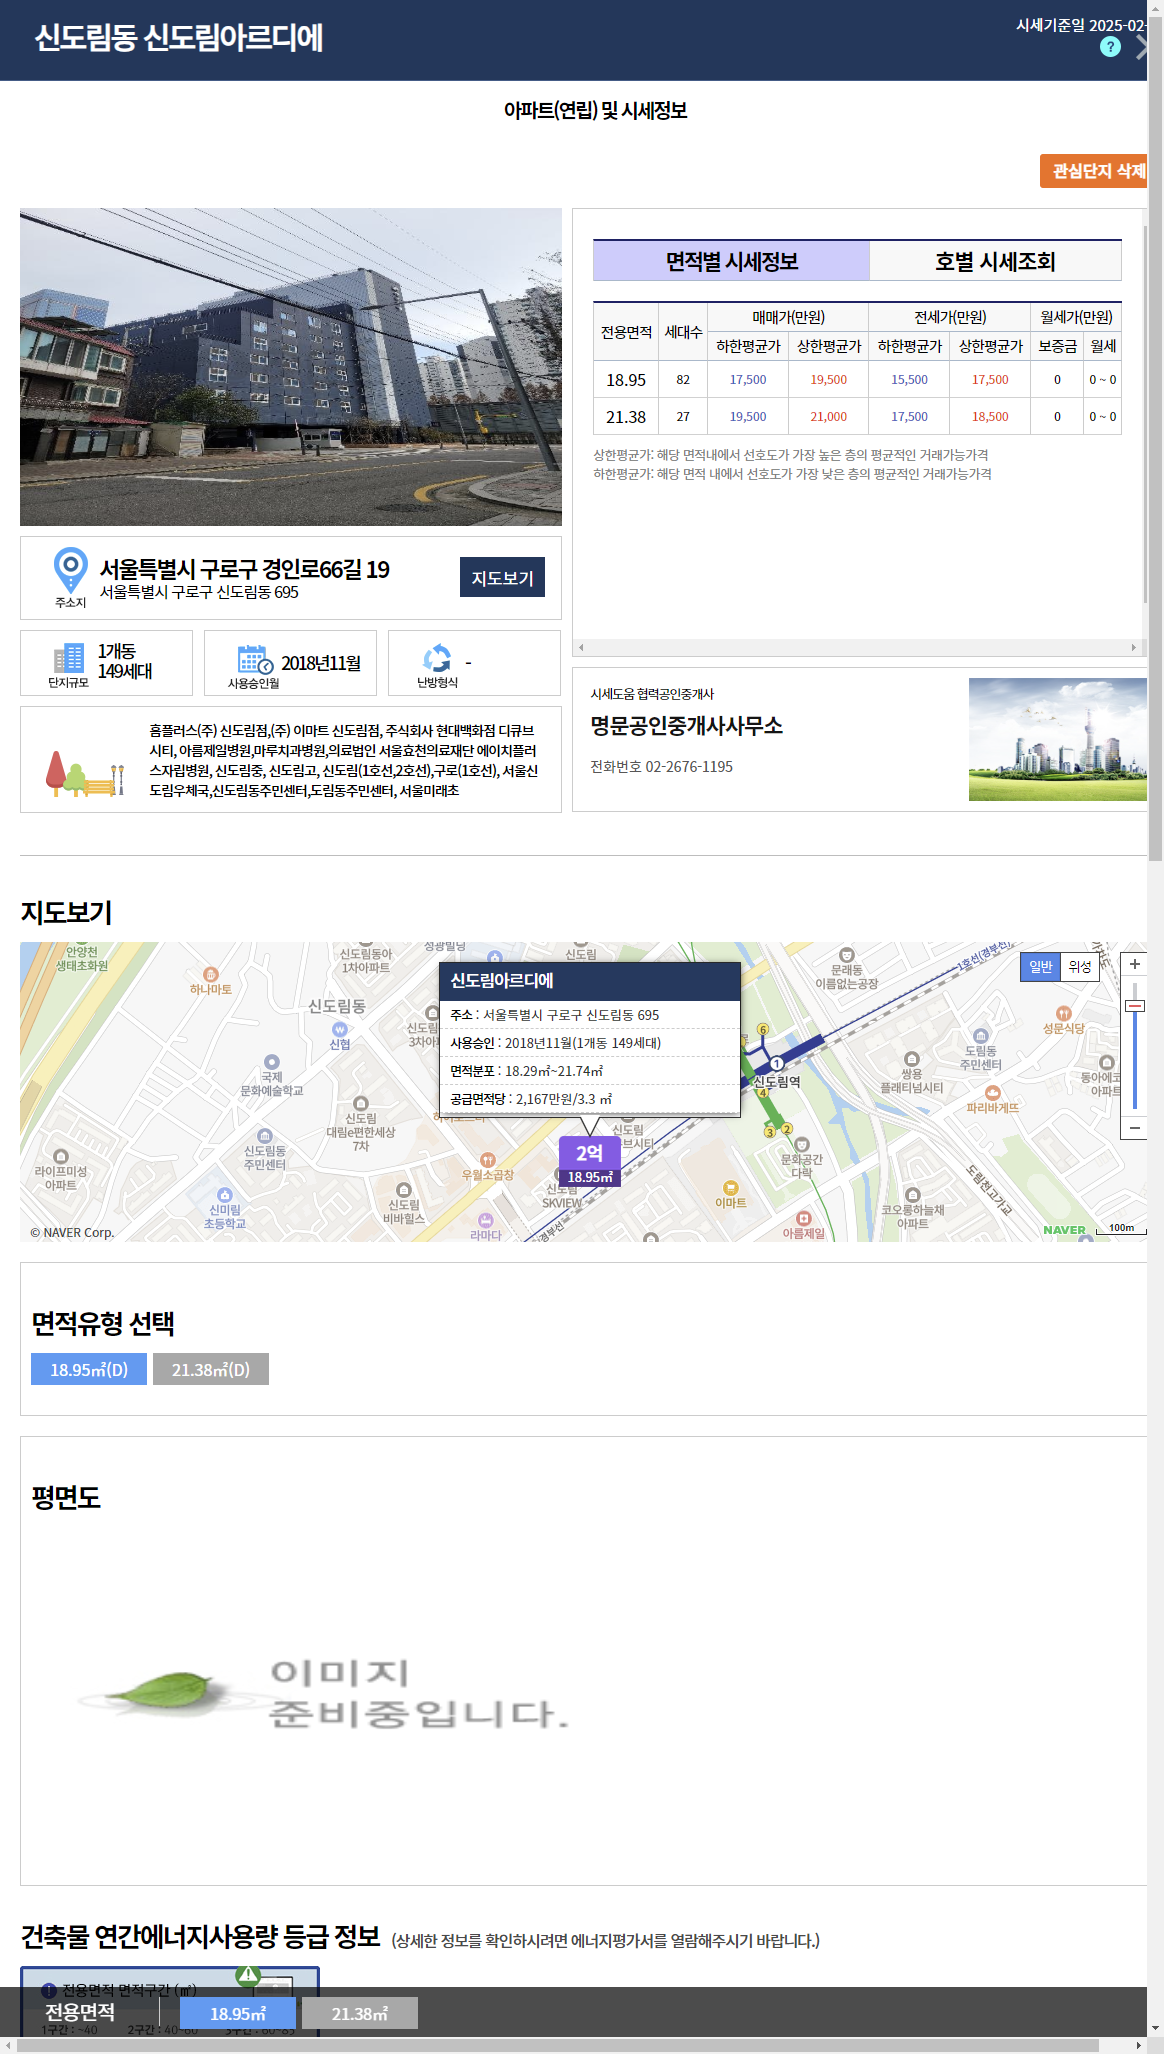 신도림동 신도림아르디에
시세기준일 2025-02-
?
아파트(연립) 및 시세정보
관심단지 삭제
면적별 시세정보 호별 시세조회
전용면적 세대수 매매가(만원) 전세가(만원) 월세가(만원)
하한평균가 상한평균가 하한평균가 상한평균가 보증금 월세
18.95 82 17,500 19,500 15,500 17,500 0 0 ~ 0
21.38 27 19,500 21,000 17,500 18,500 0 0 ~ 0
상한평균가: 해당 면적내에서 선호도가 가장 높은 층의 평균적인 거래가능가격
하한평균가: 해당 면적 내에서 선호도가 가장 낮은 층의 평균적인 거래가능가격
주소지
서울특별시 구로구 경인로66길 19
서울특별시 구로구 신도림동 695
지도보기
단지규모
1개동
149세대
사용승인월
2018년11월
난방형식
-
홈플러스(주) 신도림점,(주) 이마트 신도림점, 주식회사 현대백화점 디큐브
시티, 아름제일병원,마루치과병원,의료법인 서울효천의료재단 에이치플러
스자림병원, 신도림중, 신도림고, 신도림(1호선,2호선),구로(1호선), 서울신
도림우체국,신도림동주민센터,도림동주민센터, 서울미래초
시세도움 협력공인중개사
명문공인중개사사무소
전화번호 02-2676-1195
지도보기
안양천
생태초화원
하나마트
신도림동아
1차아파트
성광빌딩
신도림
신도림동
신협
국제
문화예술학교
신도림
대림e편한세상
7차
신도림동
주민센터
라이프미성
아파트
신미림
초등학교
신도림
비바힐스
우월소곱창
라마다
신도림
SKVIEW
경부선
문래동
이름없는공장
1호선(경부선)
일반 위성
성문식당
도림동
주민센터
쌍용
플래티넘시티
동아에코
아파트
파리바게뜨
신도림역
1
2
3
4
6
문화공간
다락
이마트
아름제일
코오롱하늘채
아파트
도림천고가교
신도림아르디에
주소 : 서울특별시 구로구 신도림동 695
사용승인 : 2018년11월(1개동 149세대)
면적분포 : 18.29㎡~21.74㎡
공급면적당 : 2,167만원/3.3 ㎡
2억
18.95㎡
© NAVER Corp.
NAVER
100m
면적유형 선택
18.95㎡(D) 21.38㎡(D)
평면도
이미지
준비중입니다.
건축물 연간에너지사용량 등급 정보 (상세한 정보를 확인하시려면 에너지평가서를 열람해주시기 바랍니다.)
전용면적 면적구간 (㎡)
1구간 : ~40 2구간 : 40~60 3구간 : 60~85
전용면적 18.95㎡ 21.38㎡